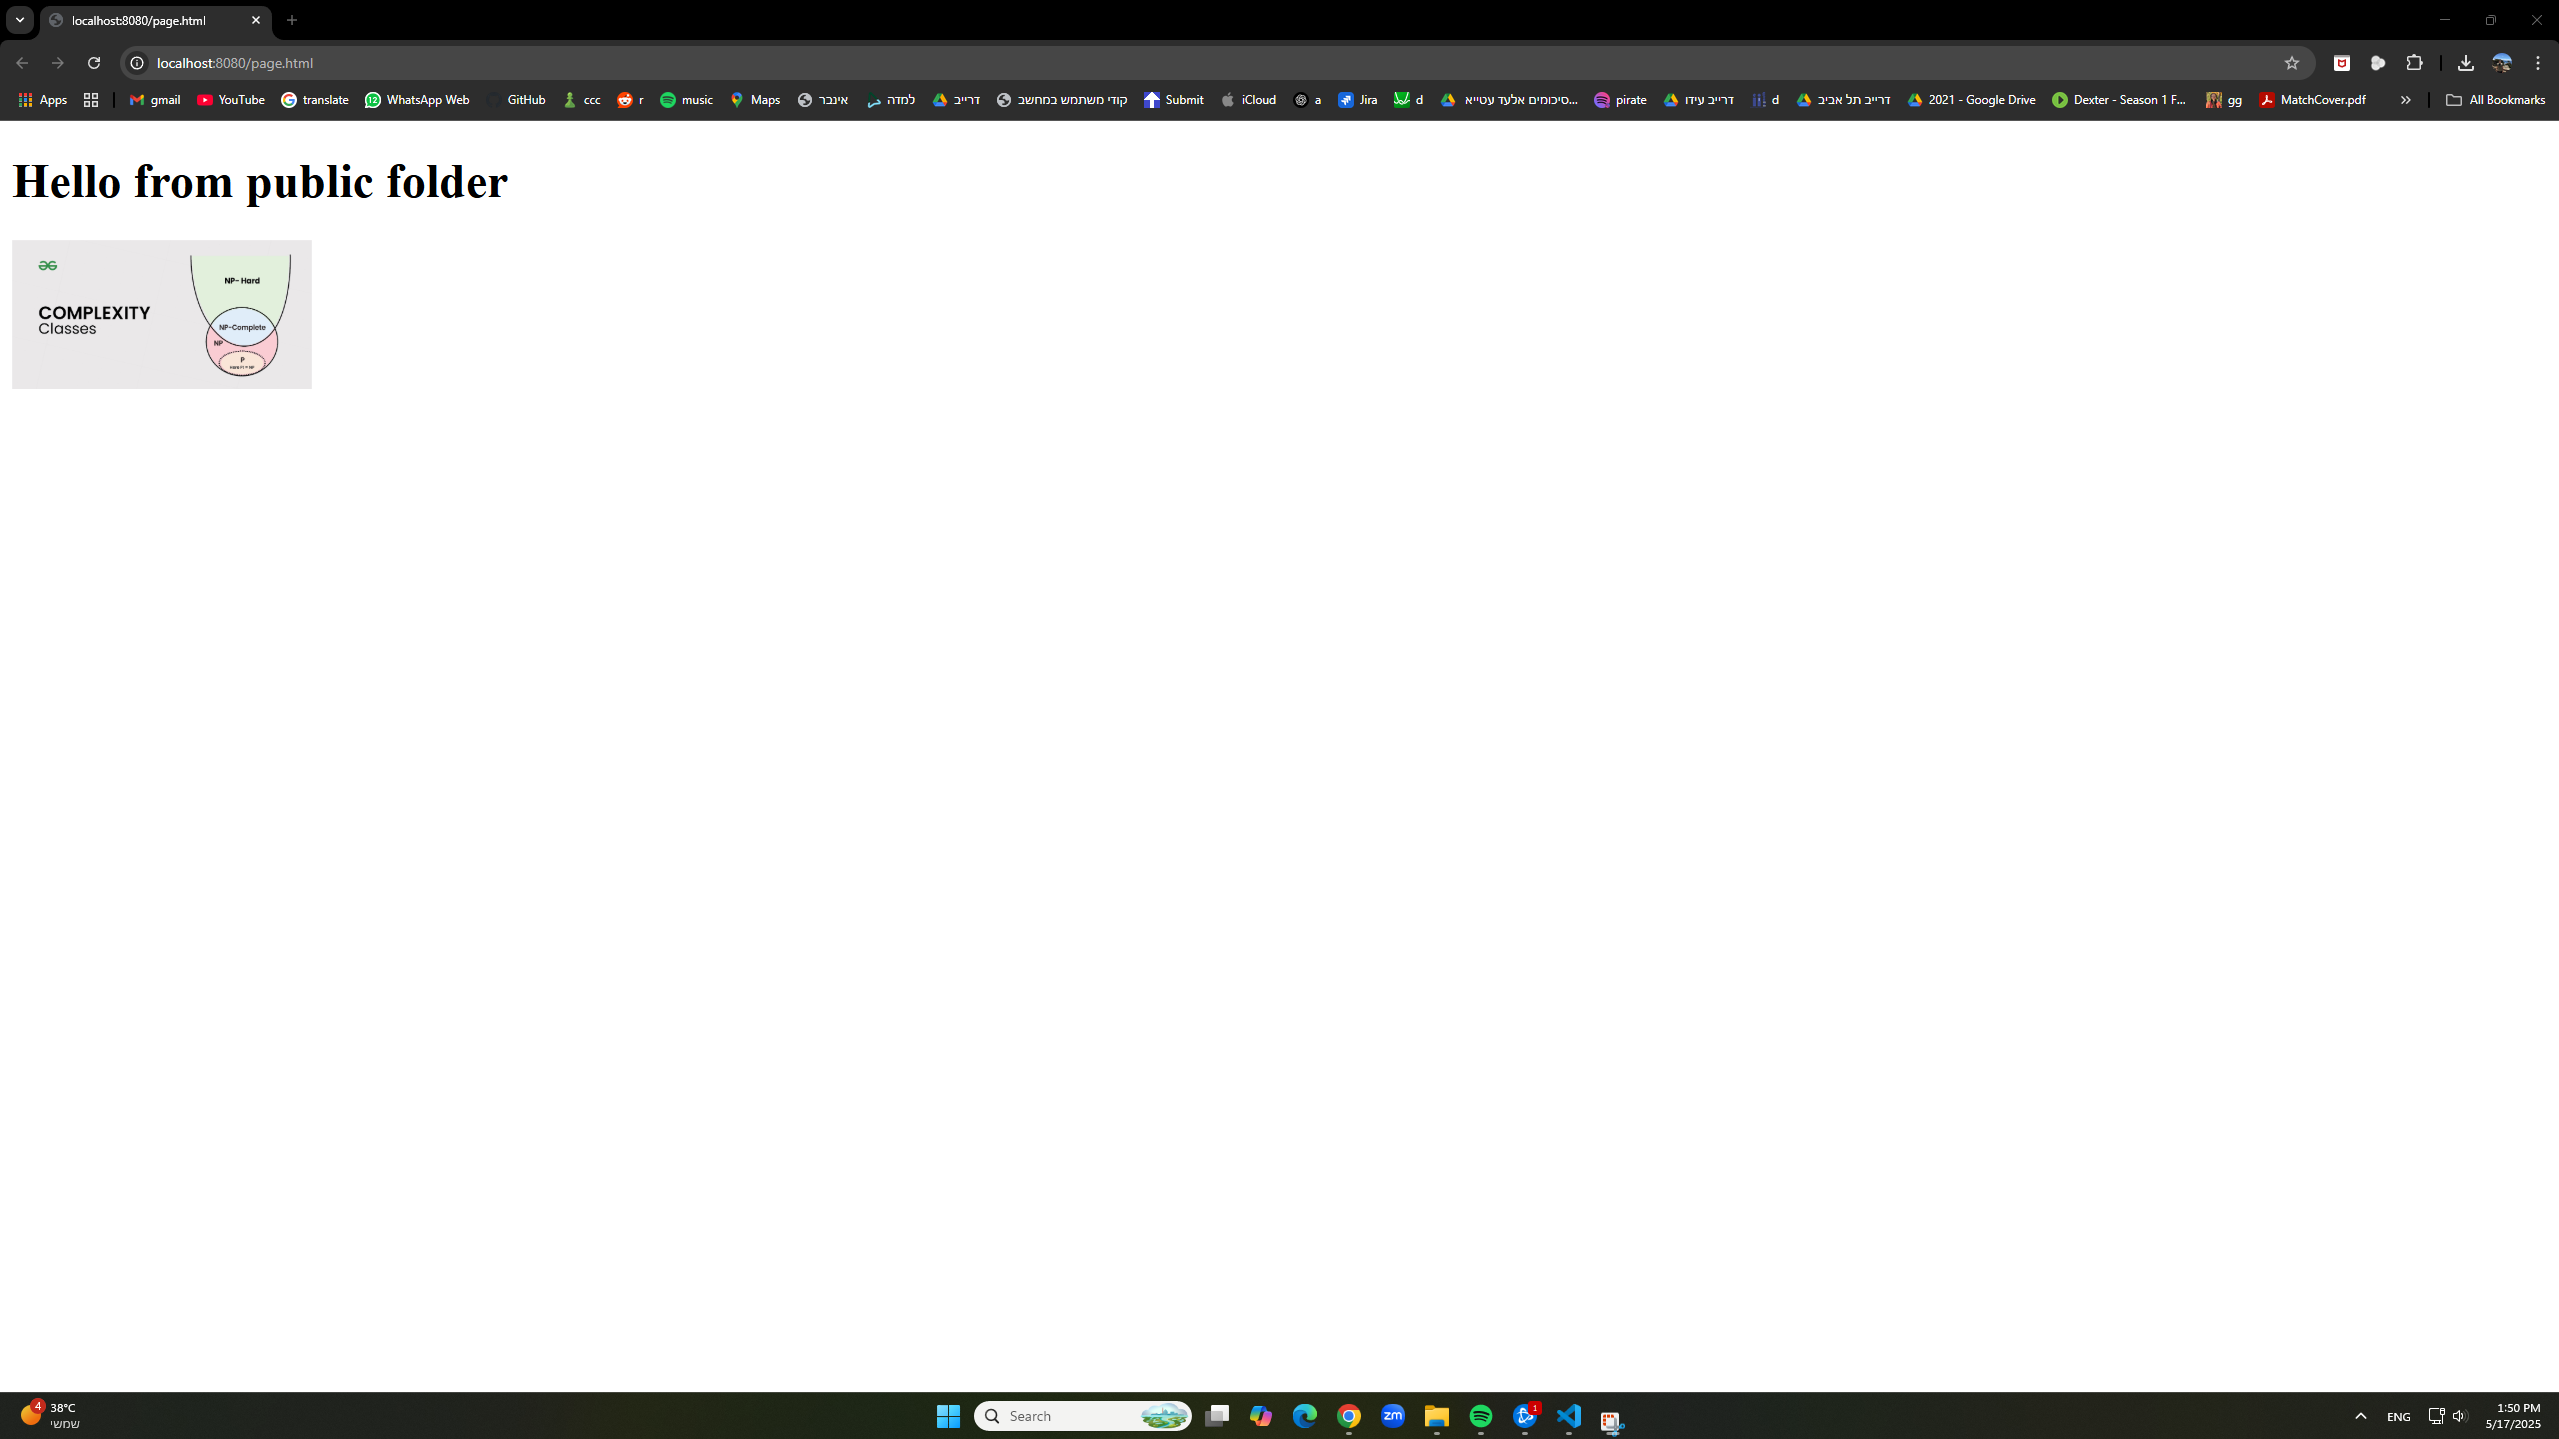 localhost:8080/page.html
localhost:8080/page.html
Apps gmail YouTube translate WhatsApp Web GitHub ccc r music Maps אינבר למדה דרייב קודי משתמש במחשב Submit iCloud a Jira d סיכומים אלעד עטייא... pirate דרייב עידו d דרייב תל אביב 2021 - Google Drive Dexter - Season 1 F... gg MatchCover.pdf » All Bookmarks
Hello from public folder
NP- Hard
COMPLEXITY
Classes
NP-Complete
NP
P
4
38°C
שמשי
Search
zm
1
ENG
1:50 PM
5/17/2025